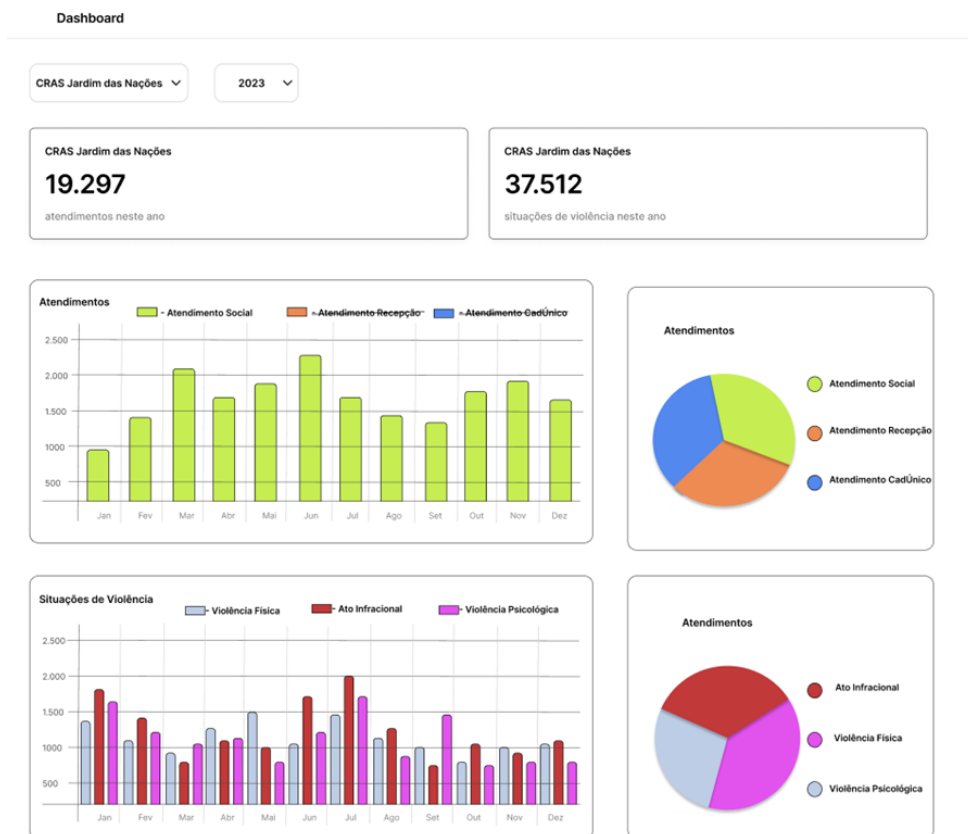 Dashboard
CRAS Jardim das Nações
2023
CRAS Jardim das Nações
19.297
atendimentos neste ano
CRAS Jardim das Nações
37.512
situações de violência neste ano
Atendimentos
- Atendimento Social
- Atendimento Recepção
- Atendimento CadÚnico
2.500
2.000
1.500
1000
500
Jan Fev Mar Abr Mai Jun Jul Ago Set Out Nov Dez
Atendimentos
Atendimento Social
Atendimento Recepção
Atendimento CadÚnico
Situações de Violência
- Violência Física
- Ato Infracional
- Violência Psicológica
2.500
2.000
1.500
1000
500
Jan Fev Mar Abr Mai Jun Jul Ago Set Out Nov Dez
Atendimentos
Ato Infracional
Violência Física
Violência Psicológica